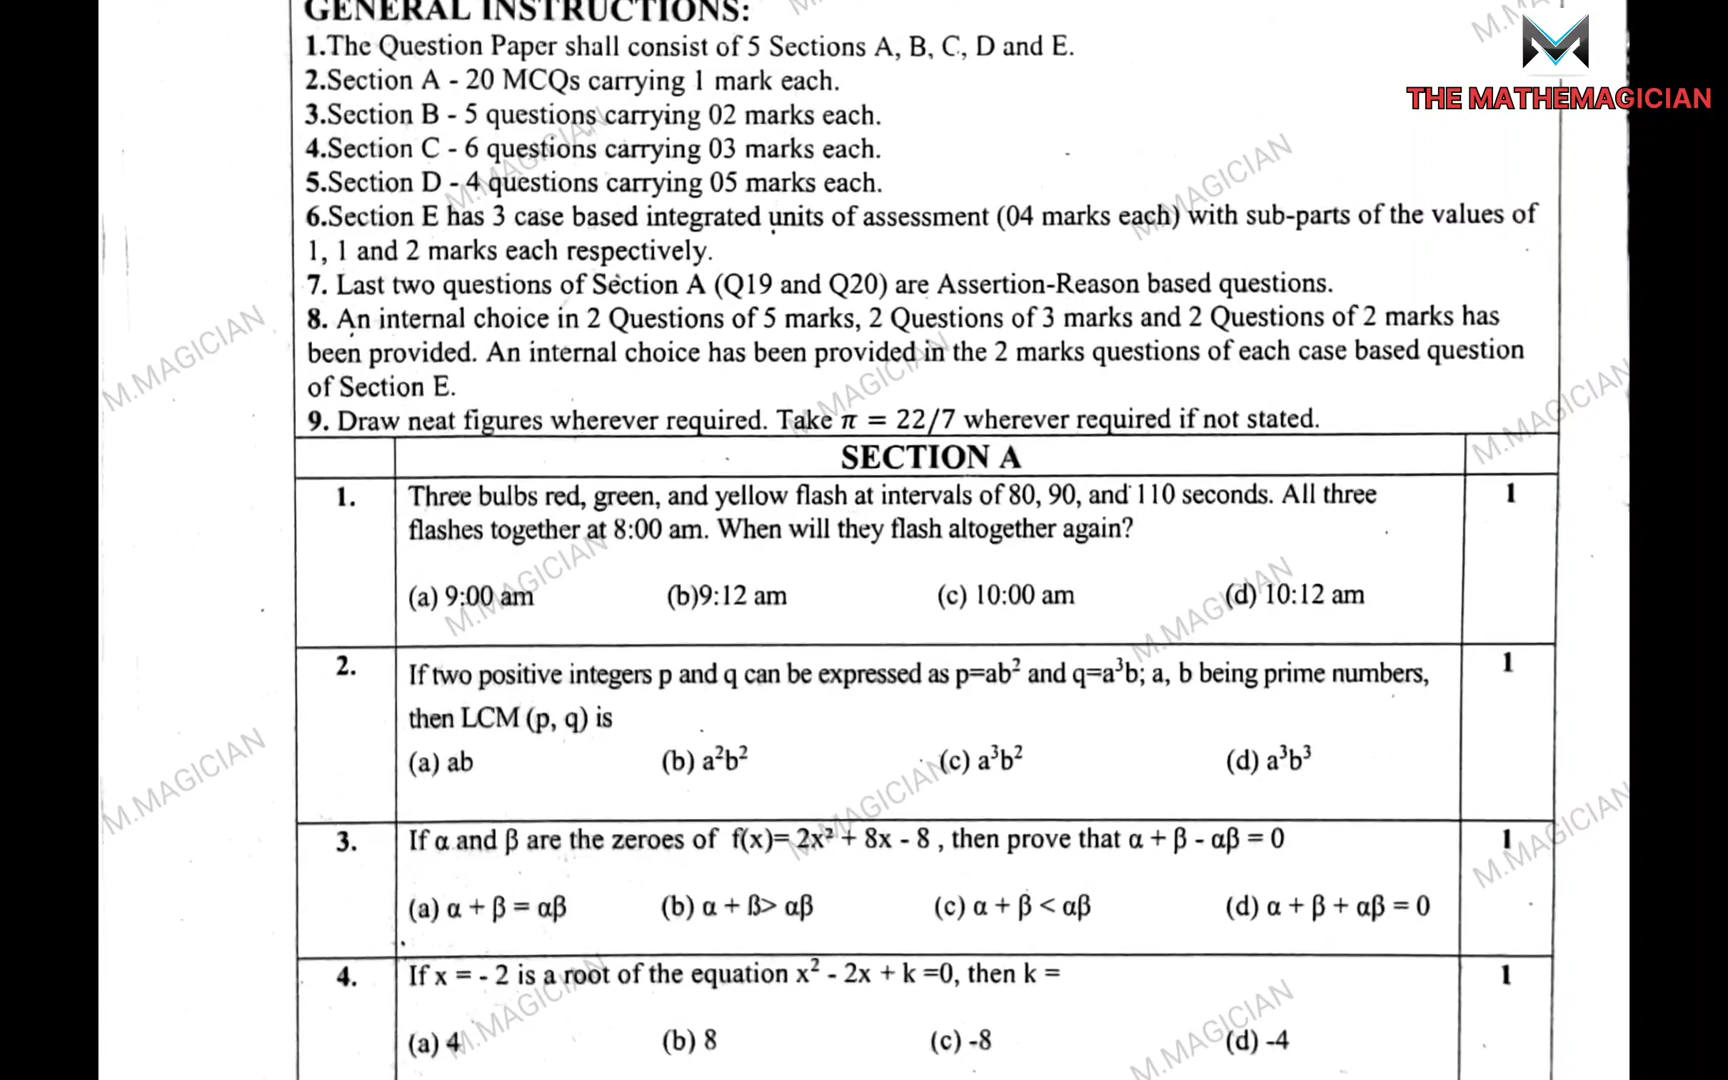 GENERAL INSTRUCTIONS:
1.The Question Paper shall consist of 5 Sections A, B, C, D and E.
2.Section A - 20 MCQs carrying 1 mark each.
3.Section B - 5 questions carrying 02 marks each.
4.Section C - 6 questions carrying 03 marks each.
5.Section D - 4 questions carrying 05 marks each.
6.Section E has 3 case based integrated units of assessment (04 marks each) with sub-parts of the values of
1, 1 and 2 marks each respectively.
7. Last two questions of Section A (Q19 and Q20) are Assertion-Reason based questions.
8. An internal choice in 2 Questions of 5 marks, 2 Questions of 3 marks and 2 Questions of 2 marks has
been provided. An internal choice has been provided in the 2 marks questions of each case based question
of Section E.
9. Draw neat figures wherever required. Take π = 22/7 wherever required if not stated.
THE MATHEMAGICIAN
SECTION A
1. Three bulbs red, green, and yellow flash at intervals of 80, 90, and 110 seconds. All three 1
flashes together at 8:00 am. When will they flash altogether again?
(a) 9:00 am (b)9:12 am (c) 10:00 am (d) 10:12 am
2. If two positive integers p and q can be expressed as p=ab² and q=a³b; a, b being prime numbers, 1
then LCM (p, q) is
(a) ab (b) a²b² (c) a³b² (d) a³b³
3. If α and β are the zeroes of f(x)= 2x² + 8x - 8 , then prove that α + β - αβ = 0 1
(a) α + β = αβ (b) α + ß> αβ (c) α + β < αβ (d) α + β + αβ = 0
4. If x = - 2 is a root of the equation x² - 2x + k =0, then k = 1
(a) 4 (b) 8 (c) -8 (d) -4
M.MAGICIAN
M.MAGICIAN
M.MAGICIAN
M.MAGICIAN
M.MAGICIAN
M.MAGICIAN
M.MAGICIAN
M.MAGICIAN
M.MAGICIAN
M.MAGICIAN
M.MAGICIAN
M.MAGICIAN